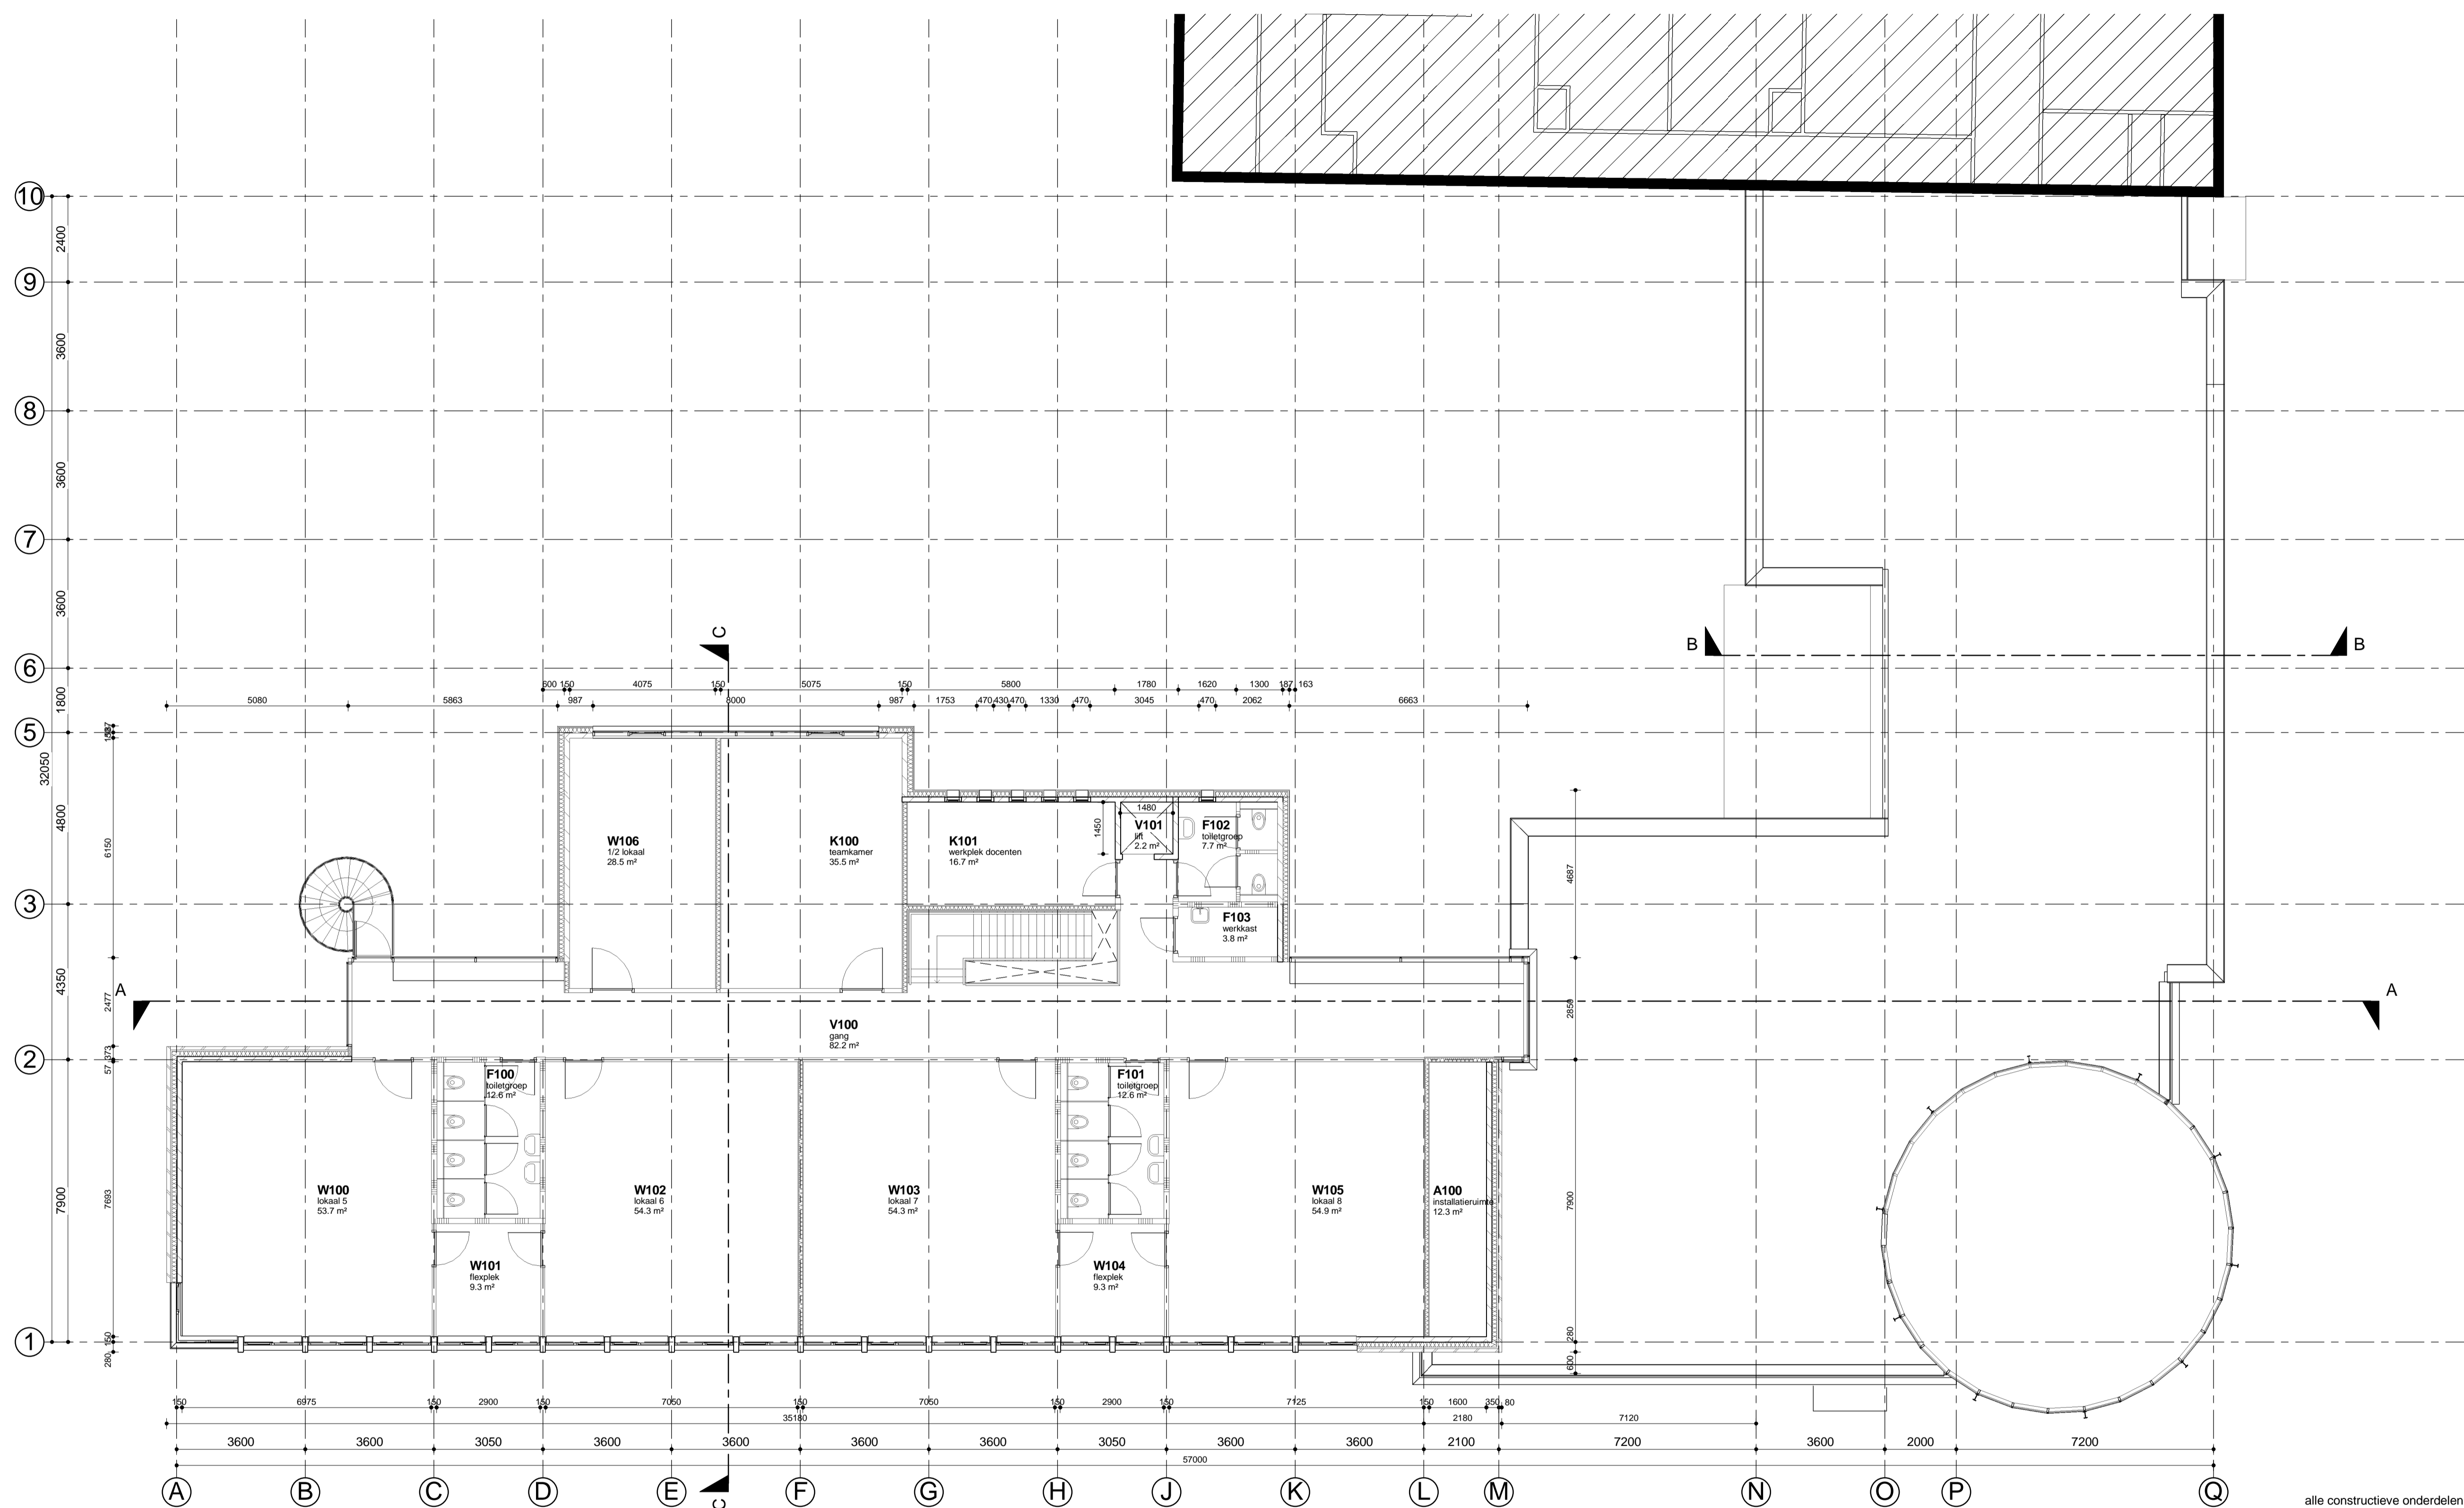 10
2400
9
3600
8
3600
7
3600
C
B
B
6
600 150 4075 150 5075 150 5800 1780 1620 1300 187 163
1800
5080 5863 987 8000 987 1753 470 430 470 1330 470 3045 470 2062 6663
5
32050
4800
6150
1480
1450
W106
1/2 lokaal
28.5 m²
K100
teamkamer
35.5 m²
K101
werkplek docenten
16.7 m²
V101
lift
2.2 m²
F102
toiletgroep
7.7 m²
4687
3
F103
werkkast
3.8 m²
4350
A
A
2477
2850
V100
gang
82.2 m²
373
57
2
F100
toiletgroep
12.6 m²
F101
toiletgroep
12.6 m²
7900
7693
7900
W100
lokaal 5
53.7 m²
W102
lokaal 6
54.3 m²
W103
lokaal 7
54.3 m²
W105
lokaal 8
54.9 m²
A100
installatieruimte
12.3 m²
W101
flexplek
9.3 m²
W104
flexplek
9.3 m²
150
1
280
280
600
150 6975 150 2900 150 7050 150 7050 150 2900 150 7125 150 1600 350 80
35180 2180 7120
3600 3600 3050 3600 3600 3600 3600 3050 3600 3600 2100 7200 3600 2000 7200
57000
A B C D E F G H J K L M N O P Q
C
alle constructieve onderdelen